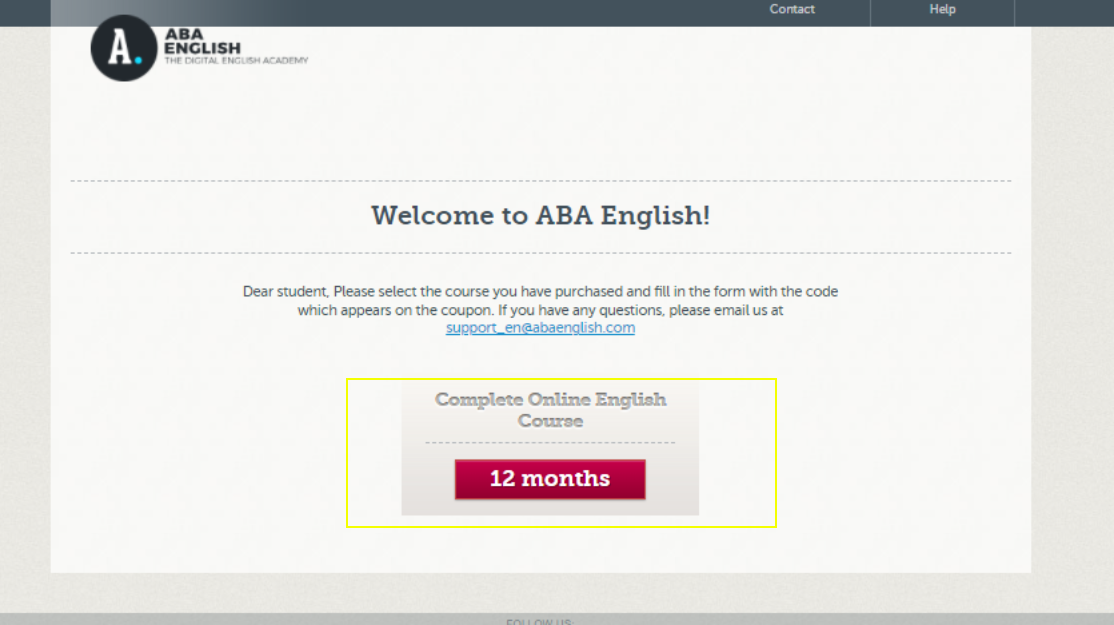 Contact Help
A.
ABA
ENGLISH
THE DIGITAL ENGLISH ACADEMY
Welcome to ABA English!
Dear student, Please select the course you have purchased and fill in the form with the code
which appears on the coupon. If you have any questions, please email us at
support_en@abaenglish.com
Complete Online English
Course
12 months
FOLLOW US: